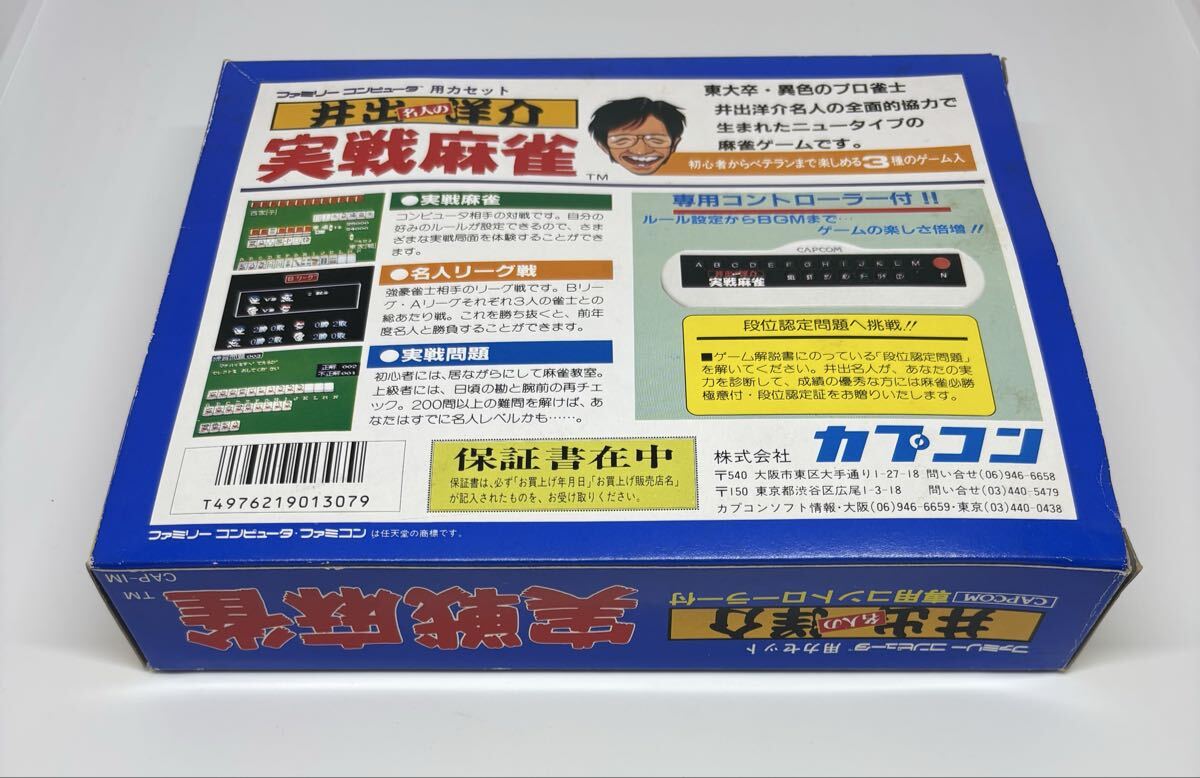 ファミリー コンピュータ™ 用カセット
井出名人の洋介
実戦麻雀™
東大卒・異色のプロ雀士
井出洋介名人の全面的協力で
生まれたニュータイプの
麻雀ゲームです。
初心者からベテランまで楽しめる3種のゲーム入
●実戦麻雀
コンピュータ相手の対戦です。自分の
好みのルールが設定できるので、さま
ざまな実戦局面を体験することができ
ます。
●名人リーグ戦
強豪雀士相手のリーグ戦です。Bリー
グ・Aリーグそれぞれ3人の雀士との
総あたり戦。これを勝ち抜くと、前年
度名人と勝負することができます。
●実戦問題
初心者には、居ながらにして麻雀教室。
上級者には、日頃の勘と腕前の再チェ
ック。200問以上の難問を解けば、あ
なたはすでに名人レベルかも……。
専用コントローラー付!!
ルール設定からBGMまで…
ゲームの楽しさ倍増!!
CAPCOM
A B C D E F G H I J K L M
N
井出洋介
実戦麻雀
段位認定問題へ挑戦!!
■ゲーム解説書にのっている「段位認定問題」
を解いてください。井出名人が、あなたの実
力を診断して、成績の優秀な方には麻雀必勝
極意付・段位認定証をお贈りいたします。
T4976219013079
保証書在中
保証書は、必ず「お買上げ年月日」「お買上げ販売店名」
が記入されたものを、お受け取りください。
株式会社 カプコン
〒540 大阪市東区大手通り1-27-18 問い合せ(06)946-6658
〒150 東京都渋谷区広尾1-3-18 問い合せ(03)440-5479
カプコンソフト情報・大阪(06)946-6659・東京(03)440-0438
ファミリー コンピュータ・ファミコン は任天堂の商標です。
ファミリー コンピュータ™ 用カセット
井出名人の洋介
CAPCOM 専用コントローラー付
実戦麻雀™
CAP-IM